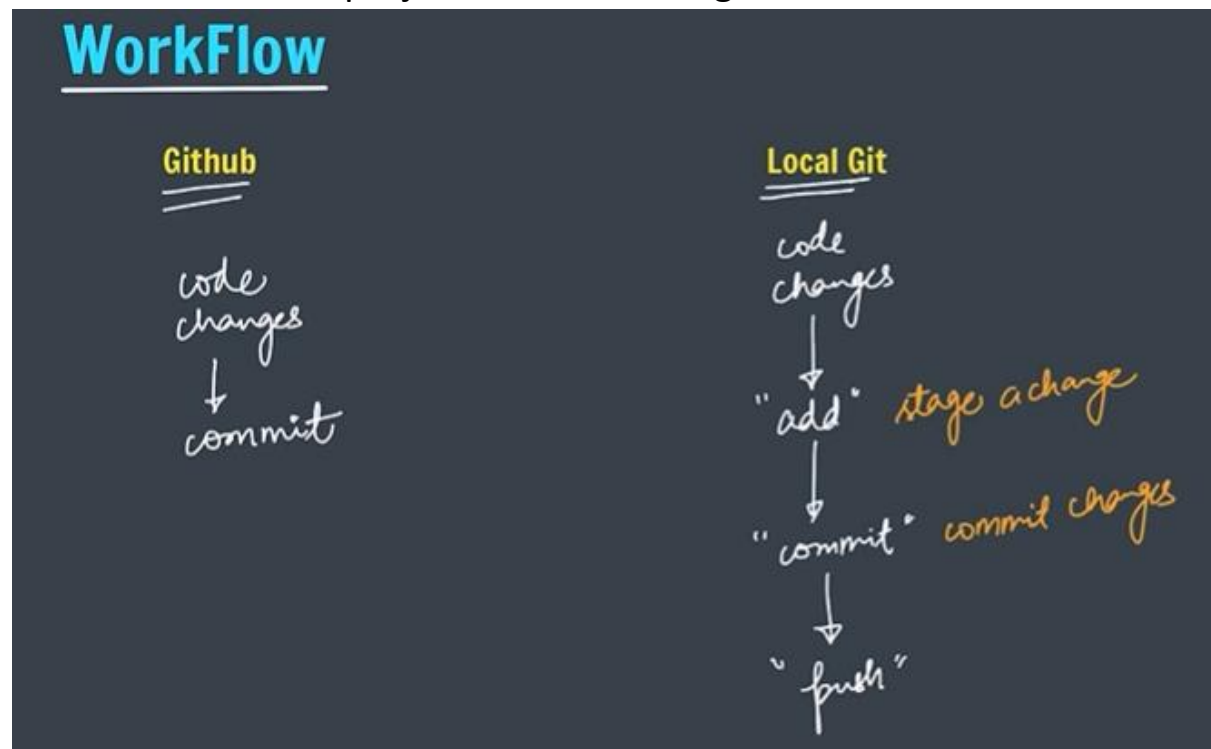 WorkFlow
Github
code
changes
commit
Local Git
code
changes
"add" stage a change
"commit" commit changes
"push"